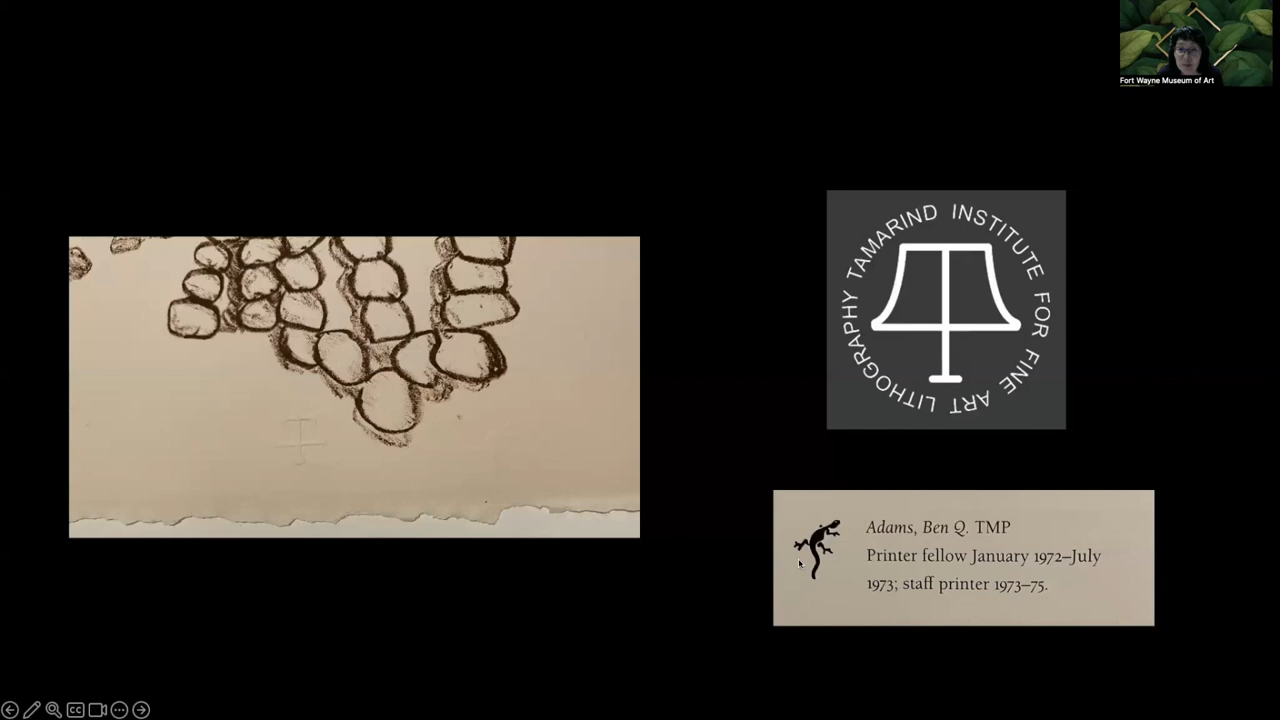 Fort Wayne Museum of Art
TAMARIND INSTITUTE FOR FINE ART LITHOGRAPHY
Adams, Ben Q. TMP
Printer fellow January 1972–July
1973; staff printer 1973–75.
CC